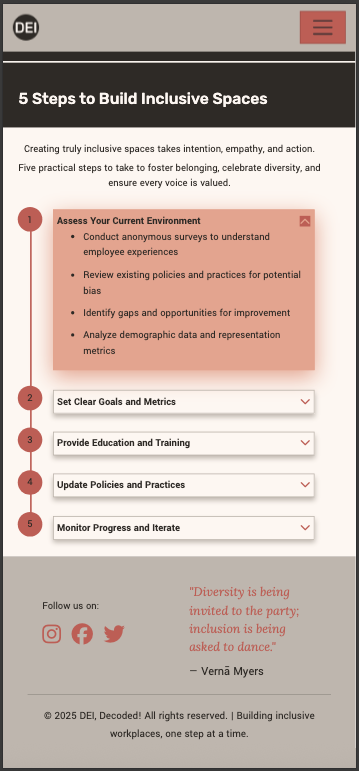 DEI
5 Steps to Build Inclusive Spaces
Creating truly inclusive spaces takes intention, empathy, and action.
Five practical steps to take to foster belonging, celebrate diversity, and
ensure every voice is valued.
1
Assess Your Current Environment
• Conduct anonymous surveys to understand
employee experiences
• Review existing policies and practices for potential
bias
• Identify gaps and opportunities for improvement
• Analyze demographic data and representation
metrics
2
Set Clear Goals and Metrics
3
Provide Education and Training
4
Update Policies and Practices
5
Monitor Progress and Iterate
Follow us on:
"Diversity is being
invited to the party;
inclusion is being
asked to dance."
— Vernā Myers
© 2025 DEI, Decoded! All rights reserved. | Building inclusive
workplaces, one step at a time.